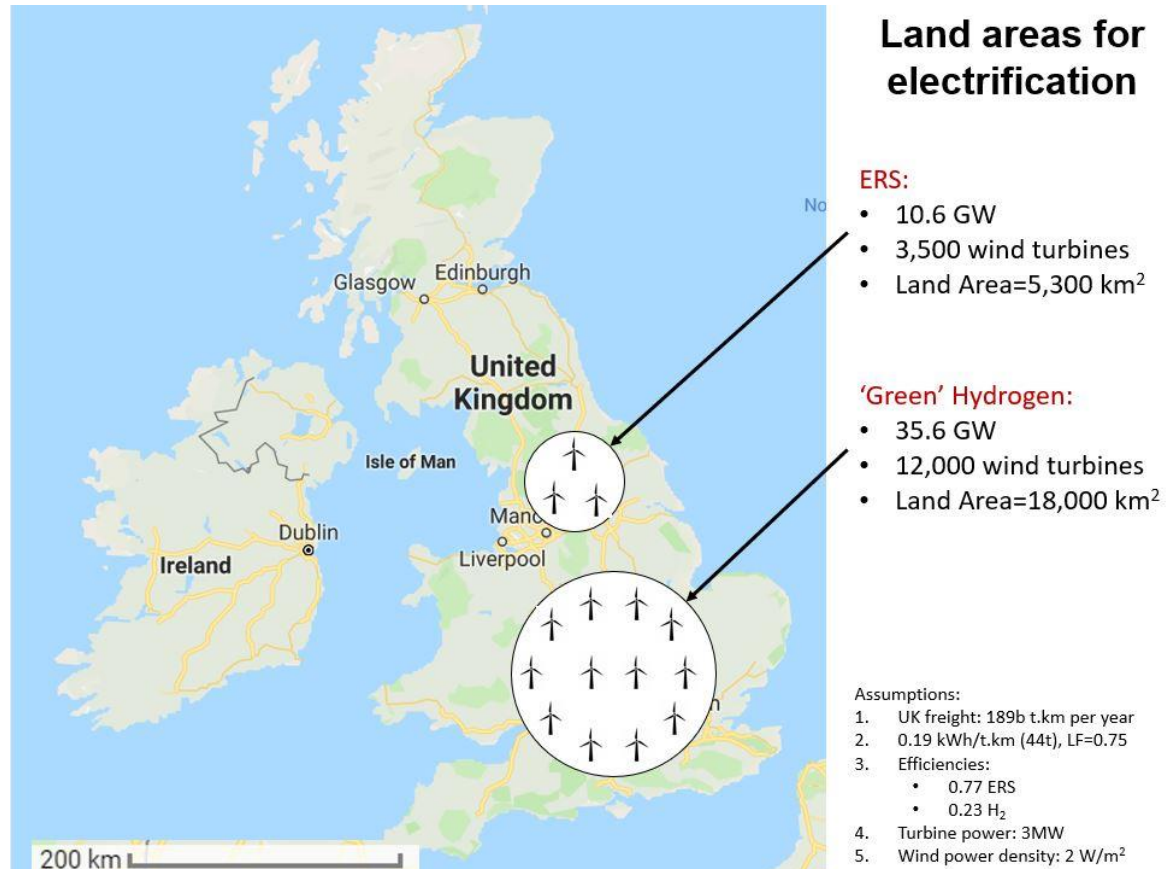 Land areas for
electrification
ERS:
• 10.6 GW
• 3,500 wind turbines
• Land Area=5,300 km²
'Green' Hydrogen:
• 35.6 GW
• 12,000 wind turbines
• Land Area=18,000 km²
Assumptions:
1. UK freight: 189b t.km per year
2. 0.19 kWh/t.km (44t), LF=0.75
3. Efficiencies:
• 0.77 ERS
• 0.23 H₂
4. Turbine power: 3MW
5. Wind power density: 2 W/m²
No
Glasgow
Edinburgh
United
Kingdom
Isle of Man
Manc
Liverpool
Dublin
Ireland
n
200 km